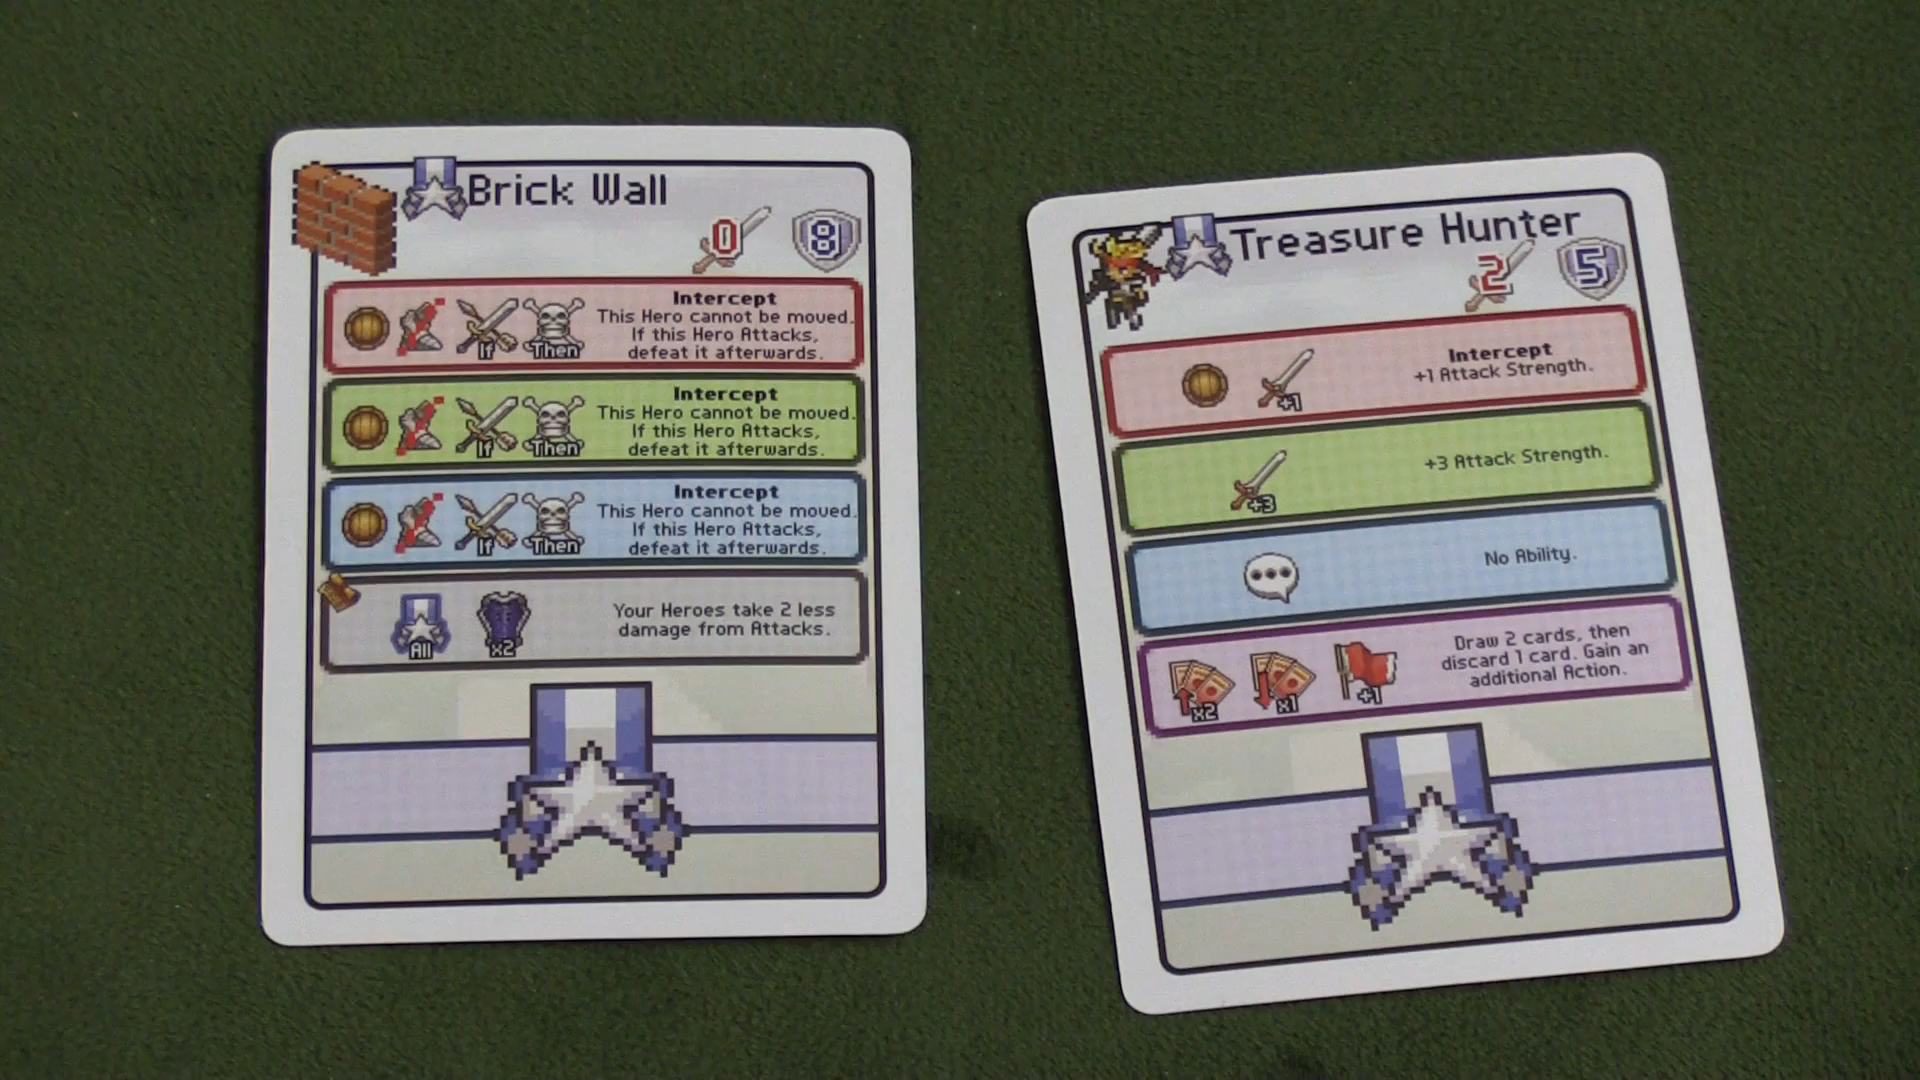 Brick Wall
0
8
Intercept
This Hero cannot be moved.
If this Hero Attacks,
defeat it afterwards.
If
Then
Intercept
This Hero cannot be moved.
If this Hero Attacks,
defeat it afterwards.
If
Then
Intercept
This Hero cannot be moved.
If this Hero Attacks,
defeat it afterwards.
If
Then
Your Heroes take 2 less
damage from Attacks.
All
x2
Treasure Hunter
2
5
Intercept
+1 Attack Strength.
+1
+3 Attack Strength.
+3
No Ability.
Draw 2 cards, then
discard 1 card. Gain an
additional Action.
x2
x1
+1